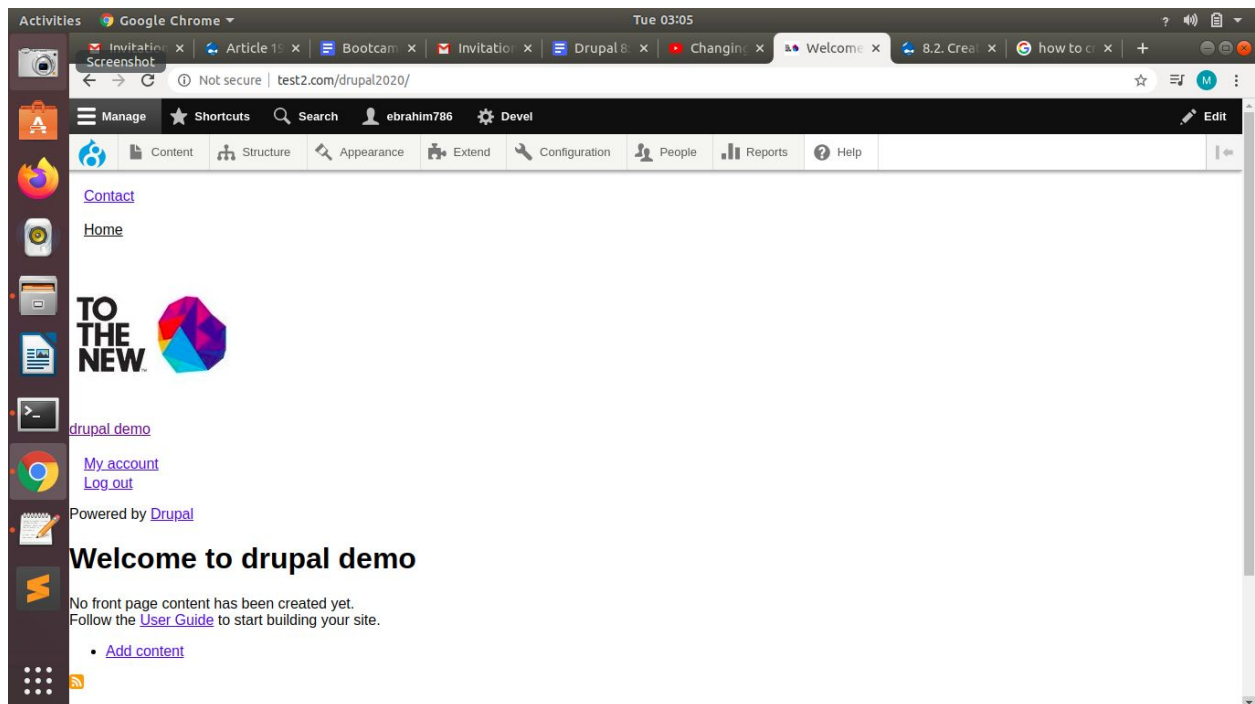 Activities Google Chrome Tue 03:05 ?
Invitation × Article 19 × Bootcam × Invitation × Drupal 8: × Changing × Welcome × 8.2. Creat × how to cr × +
Screenshot
Not secure | test2.com/drupal2020/ M
Manage Shortcuts Search ebrahim786 Devel Edit
Content Structure Appearance Extend Configuration People Reports Help
Contact
Home
TO
THE
NEW
drupal demo
My account
Log out
Powered by Drupal
Welcome to drupal demo
No front page content has been created yet.
Follow the User Guide to start building your site.
• Add content